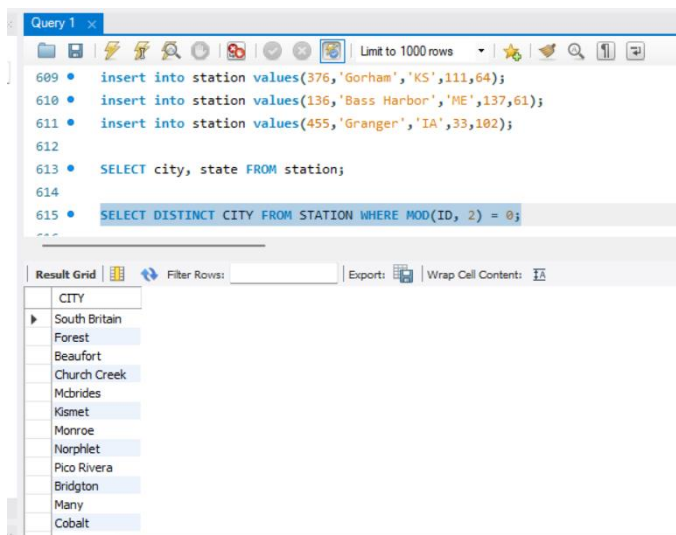 Query 1
Limit to 1000 rows
609 insert into station values(376,'Gorham','KS',111,64);
610 insert into station values(136,'Bass Harbor','ME',137,61);
611 insert into station values(455,'Granger','IA',33,102);
612
613 SELECT city, state FROM station;
614
615 SELECT DISTINCT CITY FROM STATION WHERE MOD(ID, 2) = 0;
Result Grid Filter Rows: Export: Wrap Cell Content:
CITY
South Britain
Forest
Beaufort
Church Creek
Mcbrides
Kismet
Monroe
Norphlet
Pico Rivera
Bridgton
Many
Cobalt